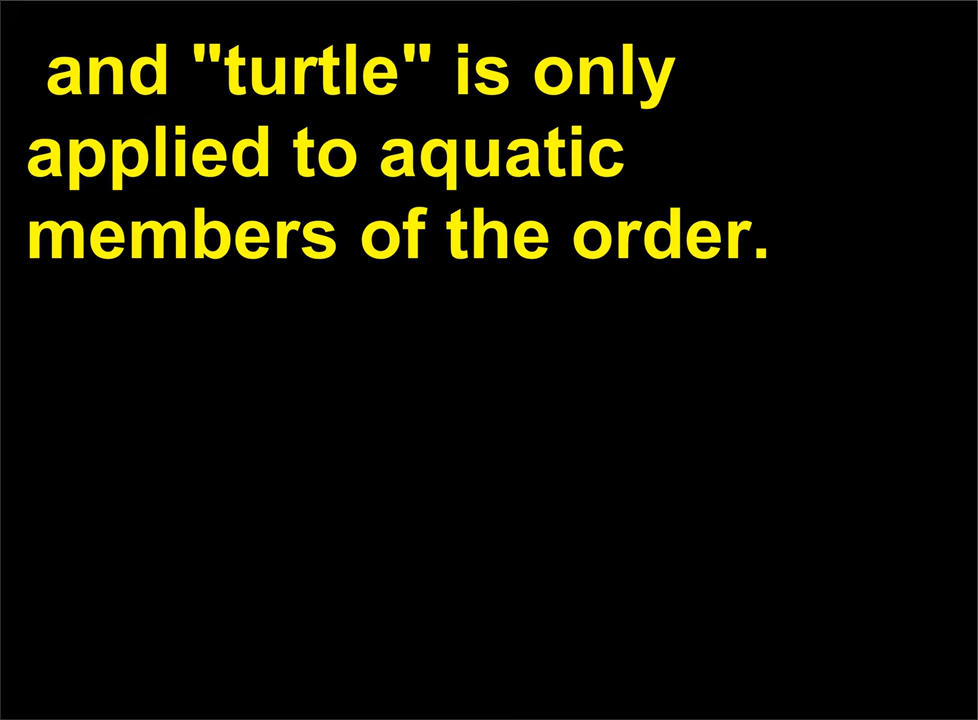 and "turtle" is only
applied to aquatic
members of the order.